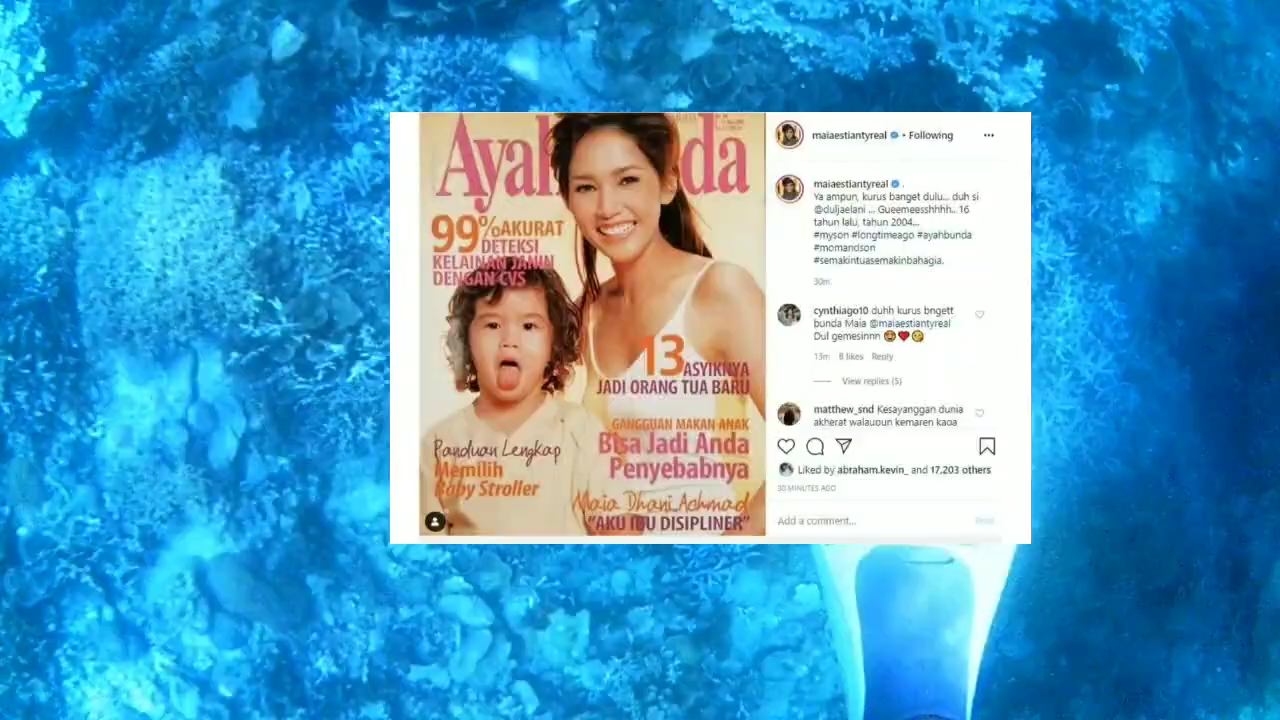 Ayah
da
99% AKURAT
DETEKSI
KELAINAN JANIN
DENGAN CVS
13 ASYIKNYA
JADI ORANG TUA BARU
GANGGUAN MAKAN ANAK
Bisa Jadi Anda
Penyebabnya
Panduan Lengkap
Memilih
Baby Stroller
Maia Dhani Achmad
"AKU IBU DISIPLINER"
maiaestiantyreal • Following
maiaestiantyreal .
Ya ampun, kurus banget dulu... duh si
@duljaelani ... Gueemeesshhhh.. 16
tahun lalu, tahun 2004...
#myson #longtimeago #ayahbunda
#momandson
#semakintuasemakinbahagia.
30m
cynthiago10 duhh kurus bngett
bunda Maia @maiaestiantyreal
Dul gemesinnn
13m 8 likes Reply
View replies (5)
matthew_snd Kesayanggan dunia
akherat walaupun kemaren kaga
Liked by abraham.kevin_ and 17,203 others
30 MINUTES AGO
Add a comment...
Post